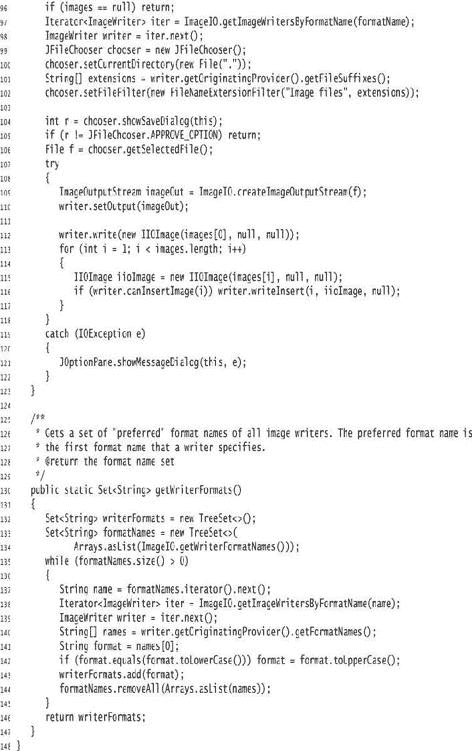 96 if (images == null) return;
97 Iterator<ImageWriter> iter = ImageIO.getImageWritersByFormatName(formatName);
98 ImageWriter writer = iter.next();
99 JFileChooser chooser = new JFileChooser();
100 chooser.setCurrentDirectory(new File("."));
101 String[] extensions = writer.getOriginatingProvider().getFileSuffixes();
102 chooser.setFileFilter(new FileNameExtensionFilter("Image files", extensions));
103
104 int r = chooser.showSaveDialog(this);
105 if (r != JFileChooser.APPROVE_OPTION) return;
106 File f = chooser.getSelectedFile();
107 try
108 {
109 ImageOutputStream imageOut = ImageIO.createImageOutputStream(f);
110 writer.setOutput(imageOut);
111
112 writer.write(new IIOImage(images[0], null, null));
113 for (int i = 1; i < images.length; i++)
114 {
115 IIOImage iioImage = new IIOImage(images[i], null, null);
116 if (writer.canInsertImage(i)) writer.writeInsert(i, iioImage, null);
117 }
118 }
119 catch (IOException e)
120 {
121 JOptionPane.showMessageDialog(this, e);
122 }
123 }
124
125 /**
126 * Gets a set of "preferred" format names of all image writers. The preferred format name is
127 * the first format name that a writer specifies.
128 * @return the format name set
129 */
130 public static Set<String> getWriterFormats()
131 {
132 Set<String> writerFormats = new TreeSet<>();
133 Set<String> formatNames = new TreeSet<>(
134 Arrays.asList(ImageIO.getWriterFormatNames()));
135 while (formatNames.size() > 0)
136 {
137 String name = formatNames.iterator().next();
138 Iterator<ImageWriter> iter = ImageIO.getImageWritersByFormatName(name);
139 ImageWriter writer = iter.next();
140 String[] names = writer.getOriginatingProvider().getFormatNames();
141 String format = names[0];
142 if (format.equals(format.toLowerCase())) format = format.toUpperCase();
143 writerFormats.add(format);
144 formatNames.removeAll(Arrays.asList(names));
145 }
146 return writerFormats;
147 }
148 }